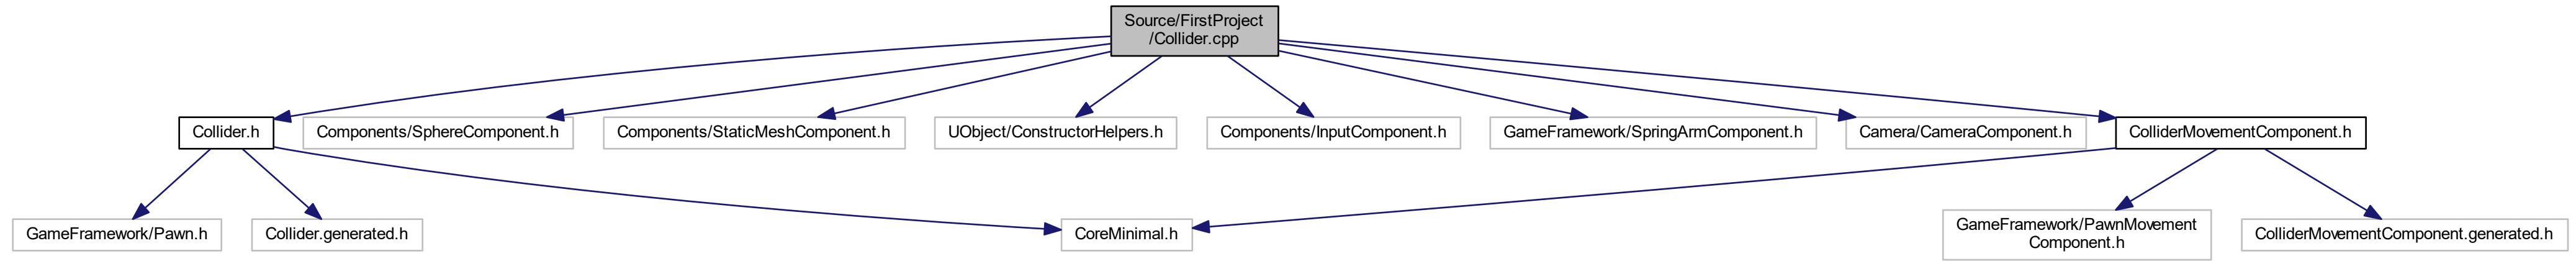 Source/FirstProject
/Collider.cpp
Collider.h
Components/SphereComponent.h
Components/StaticMeshComponent.h
UObject/ConstructorHelpers.h
Components/InputComponent.h
GameFramework/SpringArmComponent.h
Camera/CameraComponent.h
ColliderMovementComponent.h
GameFramework/Pawn.h
Collider.generated.h
CoreMinimal.h
GameFramework/PawnMovement
Component.h
ColliderMovementComponent.generated.h